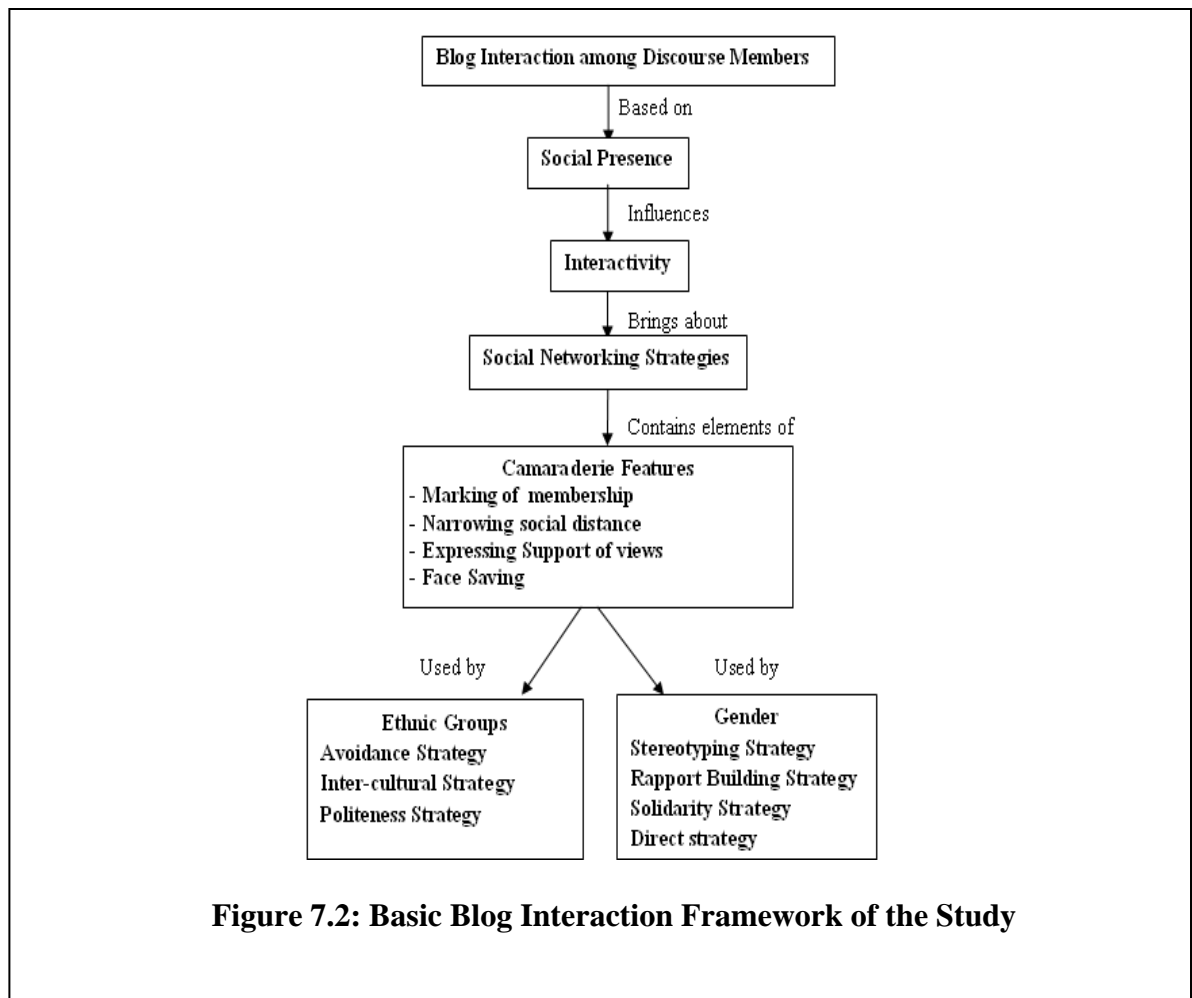 Blog Interaction among Discourse Members
Based on
Social Presence
Influences
Interactivity
Brings about
Social Networking Strategies
Contains elements of
Camaraderie Features
- Marking of membership
- Narrowing social distance
- Expressing Support of views
- Face Saving
Used by
Used by
Ethnic Groups
Avoidance Strategy
Inter-cultural Strategy
Politeness Strategy
Gender
Stereotyping Strategy
Rapport Building Strategy
Solidarity Strategy
Direct strategy
Figure 7.2: Basic Blog Interaction Framework of the Study